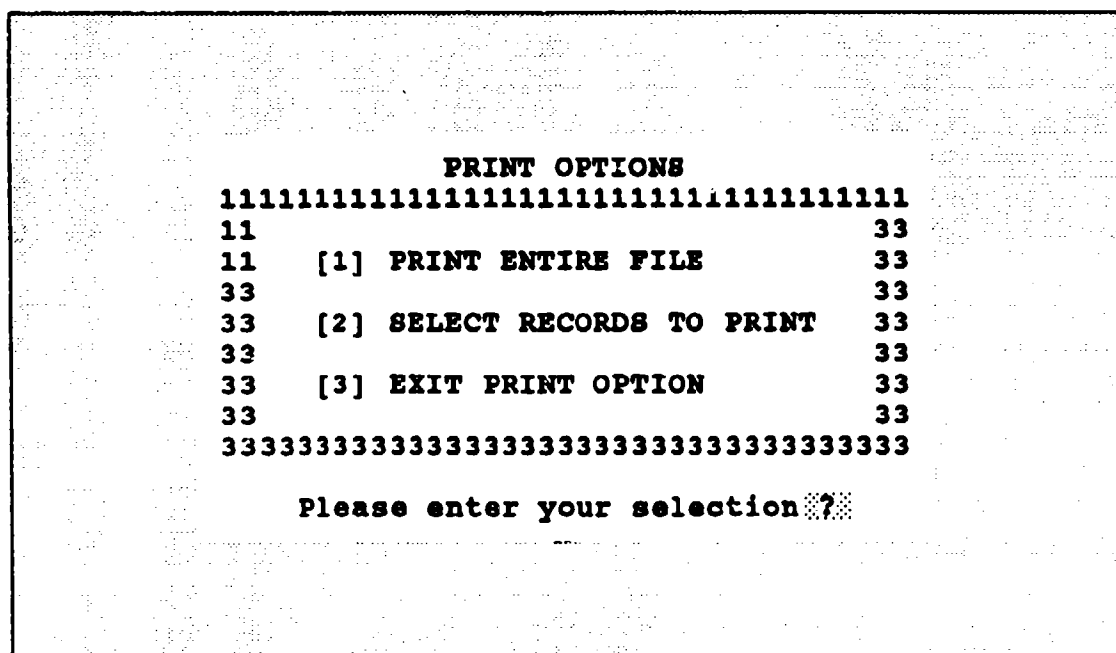 PRINT OPTIONS
1111111111111111111111111111111111111
11 33
11 [1] PRINT ENTIRE FILE 33
33 33
33 [2] SELECT RECORDS TO PRINT 33
33 33
33 [3] EXIT PRINT OPTION 33
33 33
3333333333333333333333333333333333333
Please enter your selection ?